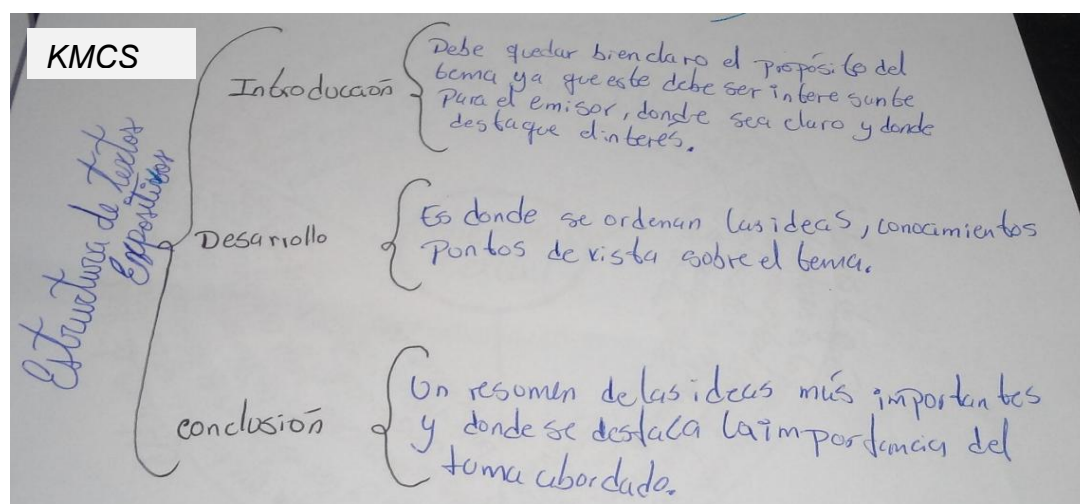 KMCS
Estructura de textos
Expositivos
Introducción
Debe quedar bien claro el propósito del
tema ya que este debe ser interesante
para el emisor, donde sea claro y donde
destaque el interés.
Desarrollo
Es donde se ordenan las ideas, conocimientos
puntos de vista sobre el tema.
conclusión
Un resumen de las ideas más importantes
y donde se destaca la importancia del
tema abordado.